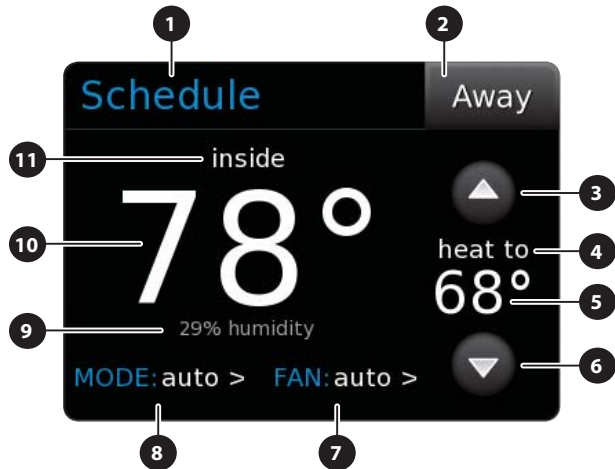 1
2
Schedule
Away
11
inside
3
10
78°
heat to
4
68°
5
9
29% humidity
6
MODE: auto >
FAN: auto >
8
7